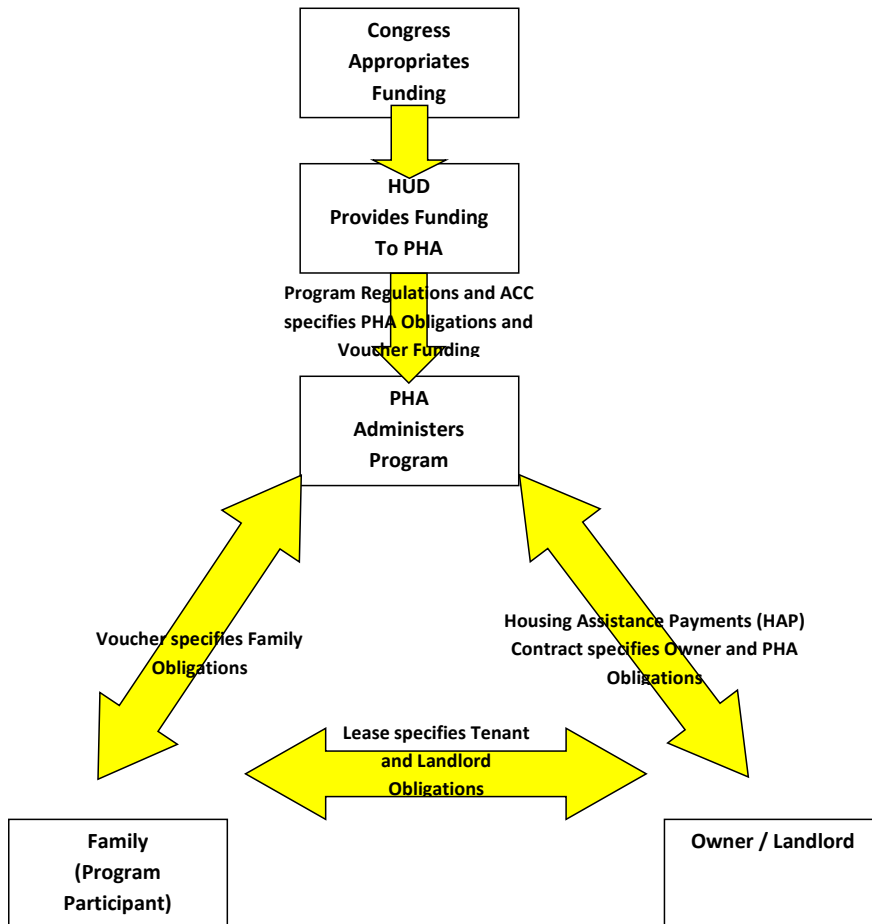 Congress
Appropriates
Funding
HUD
Provides Funding
To PHA
Program Regulations and ACC
specifies PHA Obligations and
Voucher Funding
PHA
Administers
Program
Voucher specifies Family
Obligations
Housing Assistance Payments (HAP)
Contract specifies Owner and PHA
Obligations
Lease specifies Tenant
and Landlord
Obligations
Family
(Program
Participant)
Owner / Landlord